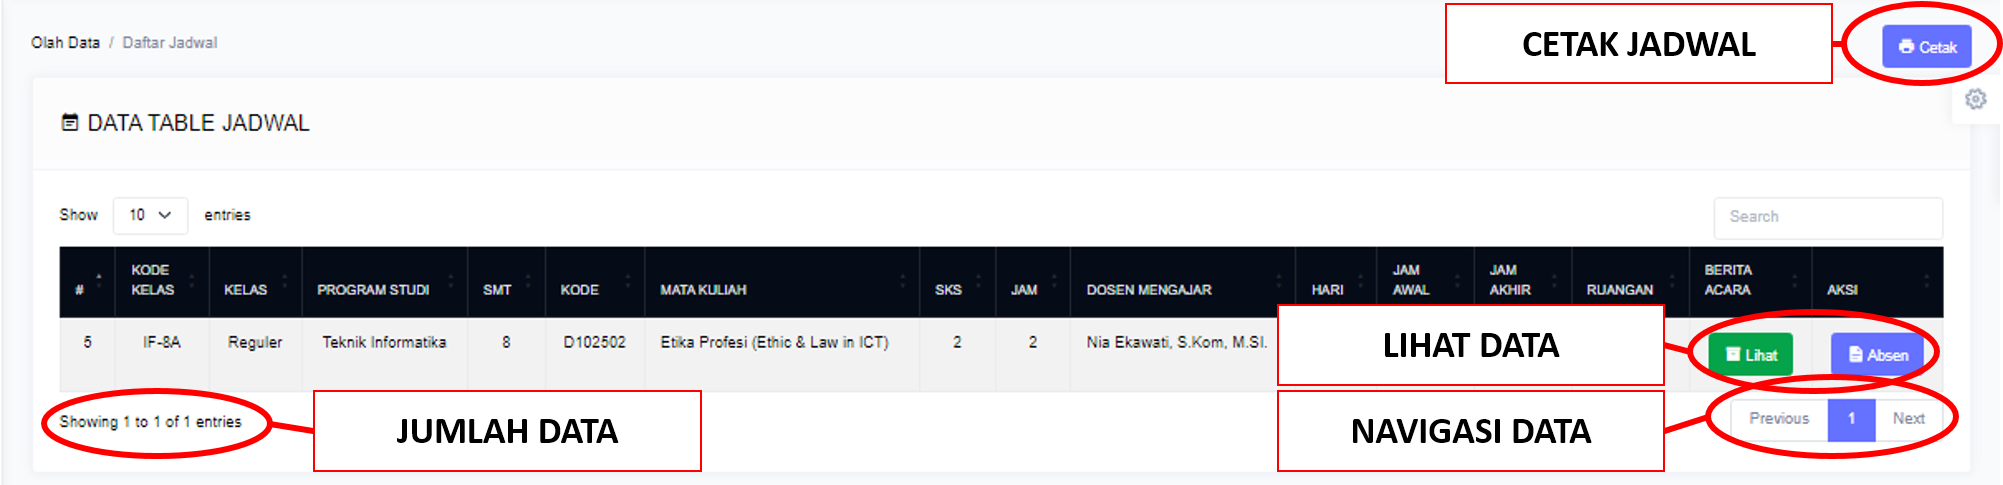 CETAK JADWAL
Olah Data / Daftar Jadwal
Cetak
DATA TABLE JADWAL
Show 10 entries
Search
# KODE KELAS KELAS PROGRAM STUDI SMT KODE MATA KULIAH SKS JAM DOSEN MENGAJAR HARI JAM AWAL JAM AKHIR RUANGAN BERITA ACARA AKSI
5 IF-8A Reguler Teknik Informatika 8 D102502 Etika Profesi (Ethic & Law in ICT) 2 2 Nia Ekawati, S.Kom, M.SI. LIHAT DATA Lihat Absen
Showing 1 to 1 of 1 entries
JUMLAH DATA
NAVIGASI DATA
Previous 1 Next